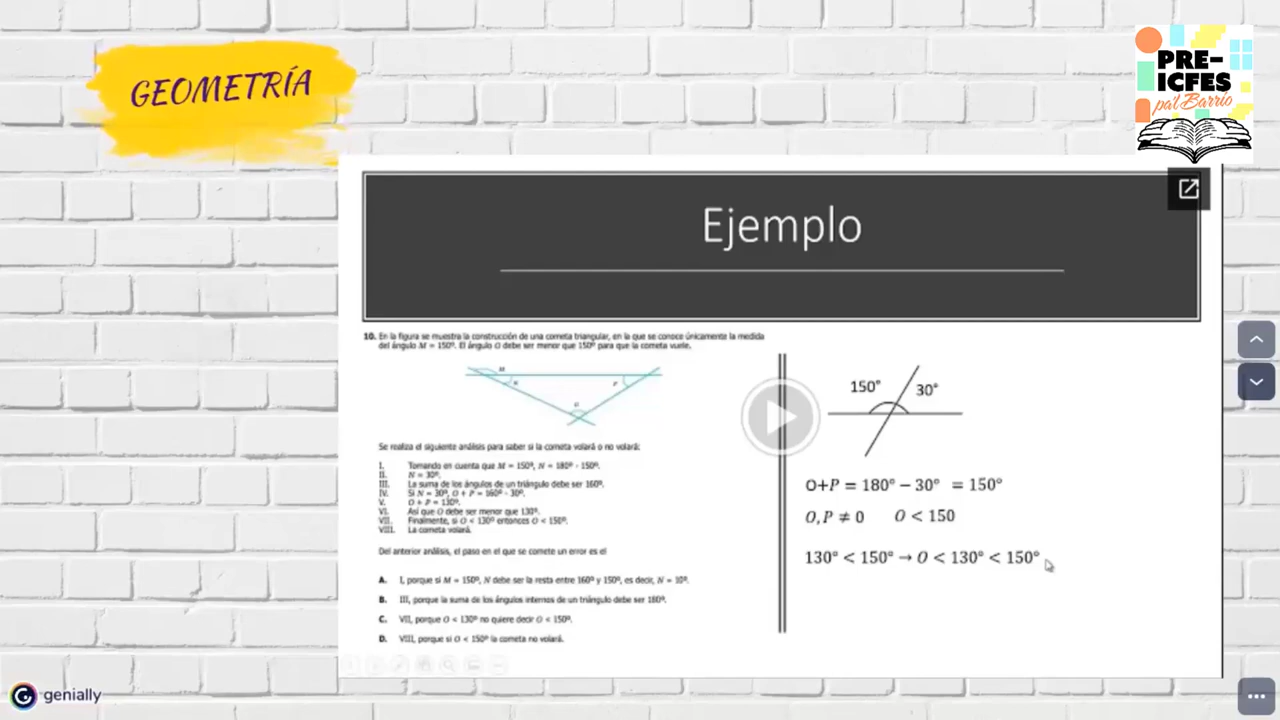 GEOMETRÍA
PRE-
ICFES
pa'l Barrio
Ejemplo
10. En la figura se muestra la construcción de una cometa triangular, en la que se conoce únicamente la medida
del ángulo M = 150º. El ángulo O debe ser menor que 150º para que la cometa vuele.
M
N
P
O
Se realiza el siguiente análisis para saber si la cometa volará o no volará:
I. Tomando en cuenta que M = 150º, N = 180º - 150º.
II. N = 30º.
III. La suma de los ángulos de un triángulo debe ser 160º.
IV. Si N = 30º, O + P = 160º - 30º.
V. O + P = 130º.
VI. Así que O debe ser menor que 130º.
VII. Finalmente, si O < 130º entonces O < 150º.
VIII. La cometa volará.
Del anterior análisis, el paso en el que se comete un error es el
A. I, porque si M = 150º, N debe ser la resta entre 160º y 150º, es decir, N = 10º.
B. III, porque la suma de los ángulos internos de un triángulo debe ser 180º.
C. VII, porque O < 130º no quiere decir O < 150º.
D. VIII, porque si O < 150º la cometa no volará.
150° 30°
O+P = 180° − 30° = 150°
O, P ≠ 0 O < 150
130° < 150° → O < 130° < 150°
genially